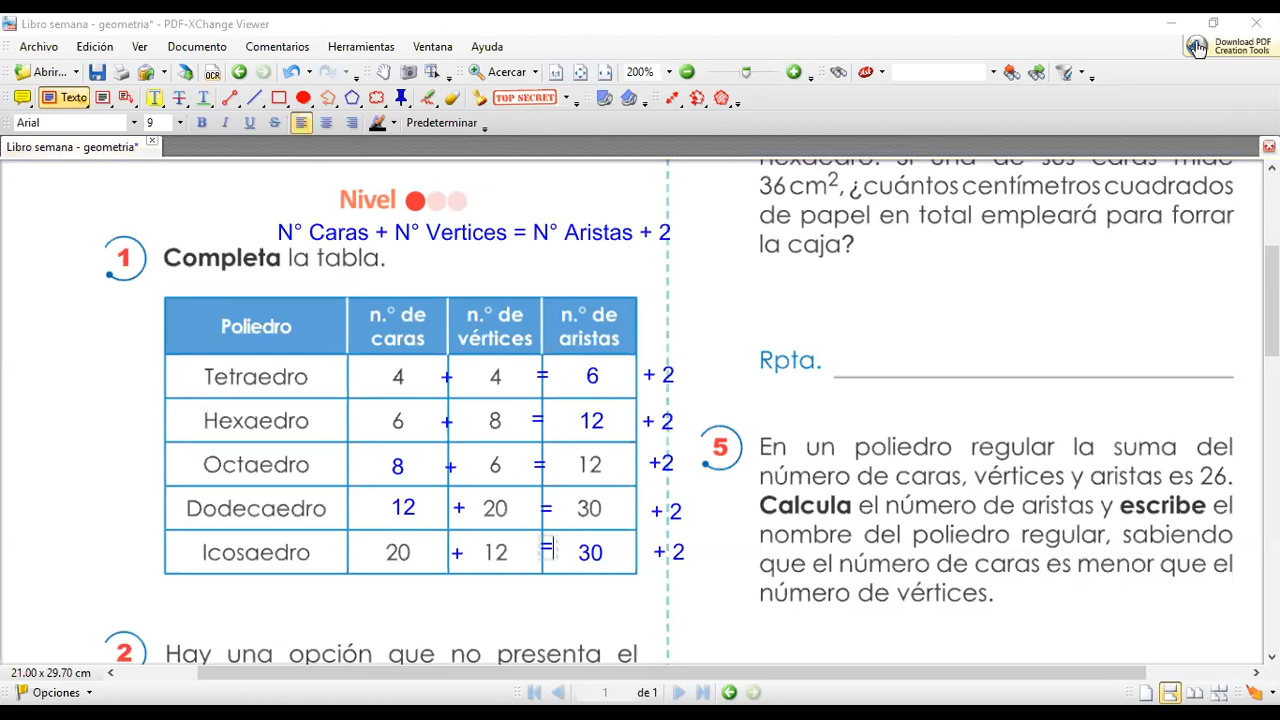 Libro semana - geometria* - PDF-XChange Viewer
Archivo Edición Ver Documento Comentarios Herramientas Ventana Ayuda
Download PDF
Creation Tools
Abrir... OCR Acercar 200%
Texto TOP SECRET
Arial 9 B I U S Predeterminar
Libro semana - geometria*
Nivel
N° Caras + N° Vertices = N° Aristas + 2
1 Completa la tabla.
Poliedro n.° de caras n.° de vértices n.° de aristas
Tetraedro 4 + 4 = 6 + 2
Hexaedro 6 + 8 = 12 + 2
Octaedro 8 + 6 = 12 +2
Dodecaedro 12 + 20 = 30 + 2
Icosaedro 20 + 12 = 30 + 2
2 Hay una opción que no presenta el
hexaedro. Si una de sus caras mide
36 cm², ¿cuántos centímetros cuadrados
de papel en total empleará para forrar
la caja?
Rpta.
5 En un poliedro regular la suma del
número de caras, vértices y aristas es 26.
Calcula el número de aristas y escribe el
nombre del poliedro regular, sabiendo
que el número de caras es menor que el
número de vértices.
21.00 x 29.70 cm
Opciones 1 de 1